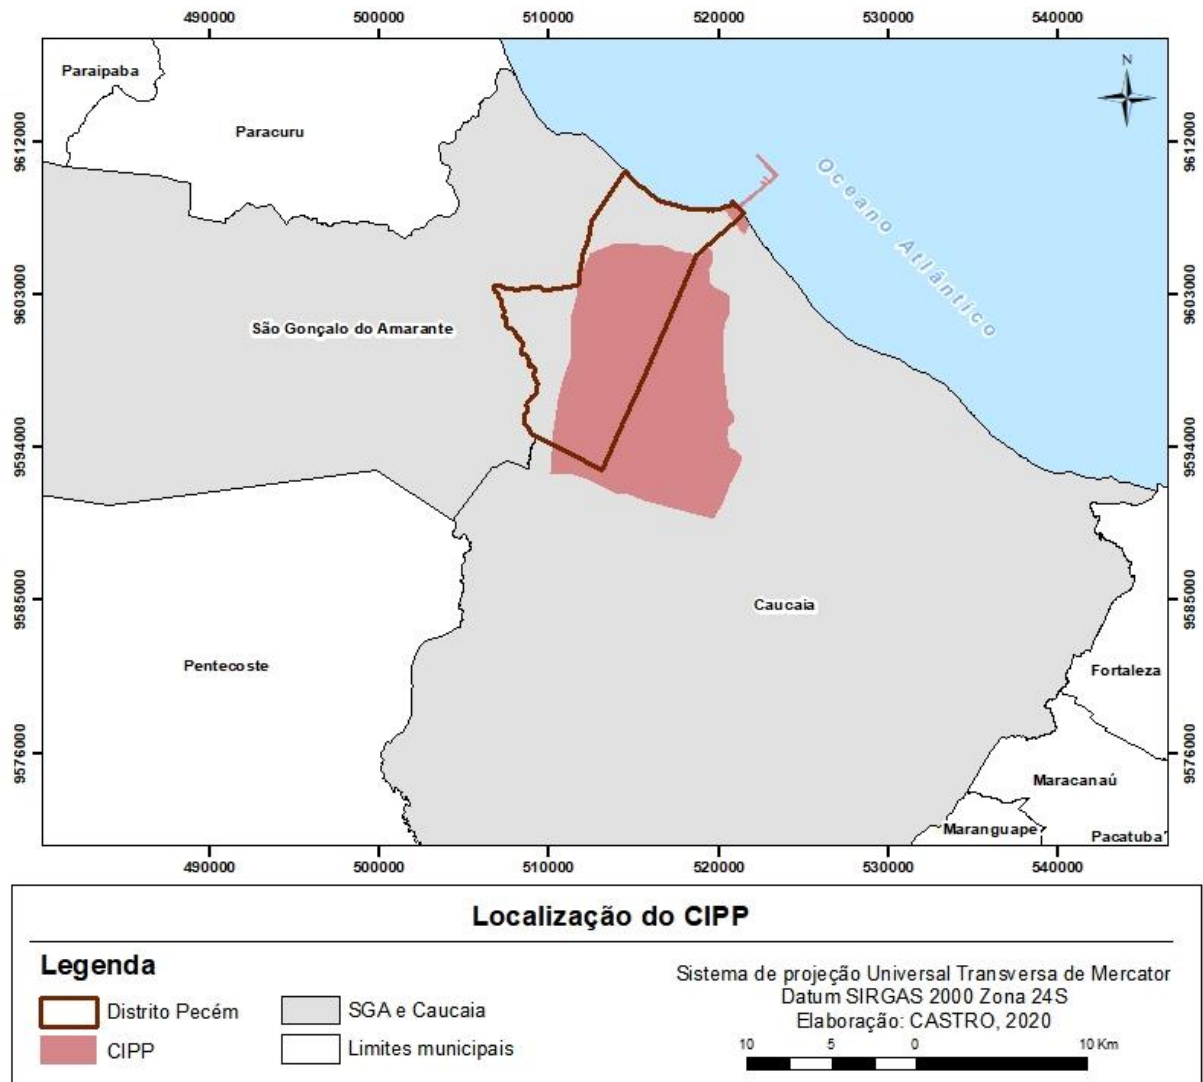 490000 500000 510000 520000 530000 540000
N
Paraipaba
Paracuru
9612000 9612000
Oceano Atlântico
9603000 9603000
São Gonçalo do Amarante
9594000 9594000
Caucaia
9585000 9585000
Pentecoste
Fortaleza
9576000 9576000
Maracanaú
Maranguape
Pacatuba
490000 500000 510000 520000 530000 540000
Localização do CIPP
Legenda
Distrito Pecém
CIPP
SGA e Caucaia
Limites municipais
Sistema de projeção Universal Transversa de Mercator
Datum SIRGAS 2000 Zona 24S
Elaboração: CASTRO, 2020
10 5 0 10 Km